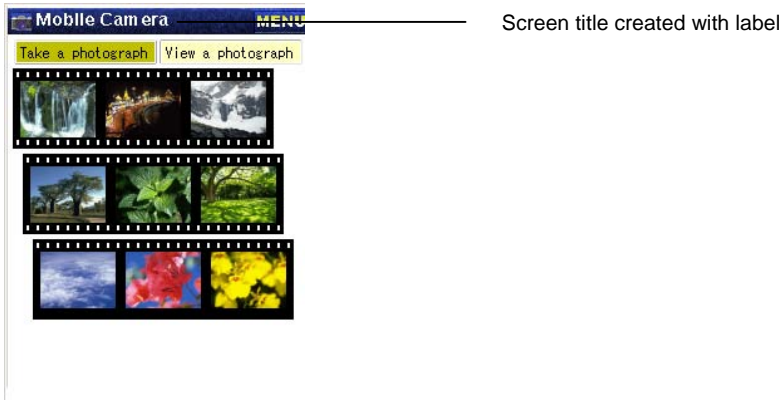 Mobile Camera
MENU
Screen title created with label
Take a photograph
View a photograph